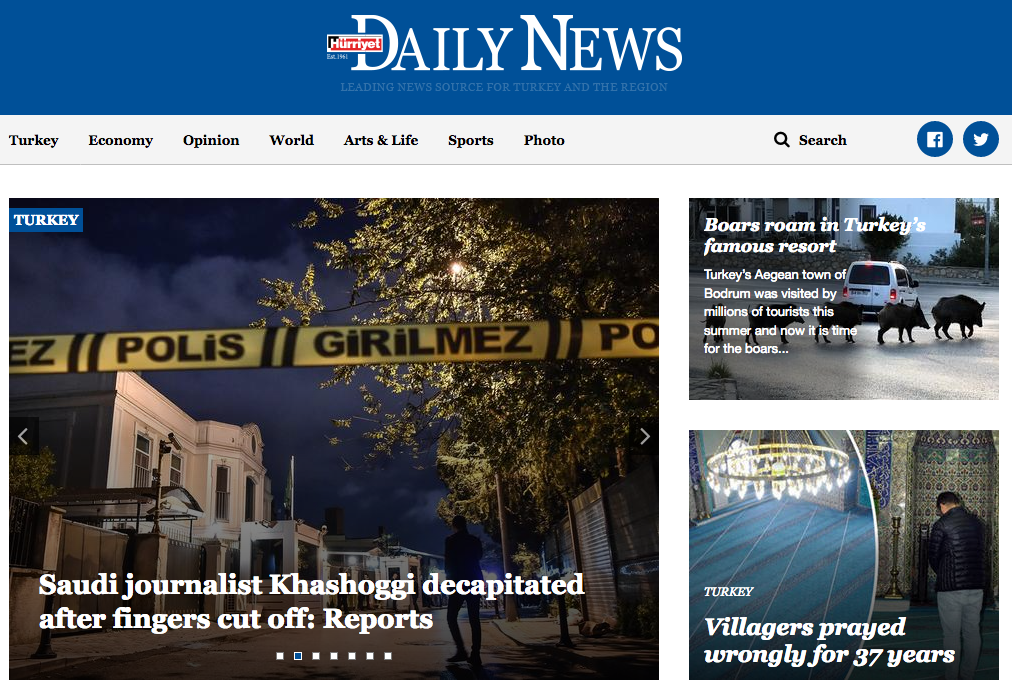 Hürriyet
Est.1961
DAILY NEWS
LEADING NEWS SOURCE FOR TURKEY AND THE REGION
Turkey Economy Opinion World Arts & Life Sports Photo Search
TURKEY
EZ // POLİS // GİRİLMEZ // PO
Saudi journalist Khashoggi decapitated
after fingers cut off: Reports
Boars roam in Turkey's
famous resort
Turkey's Aegean town of
Bodrum was visited by
millions of tourists this
summer and now it is time
for the boars...
TURKEY
Villagers prayed
wrongly for 37 years